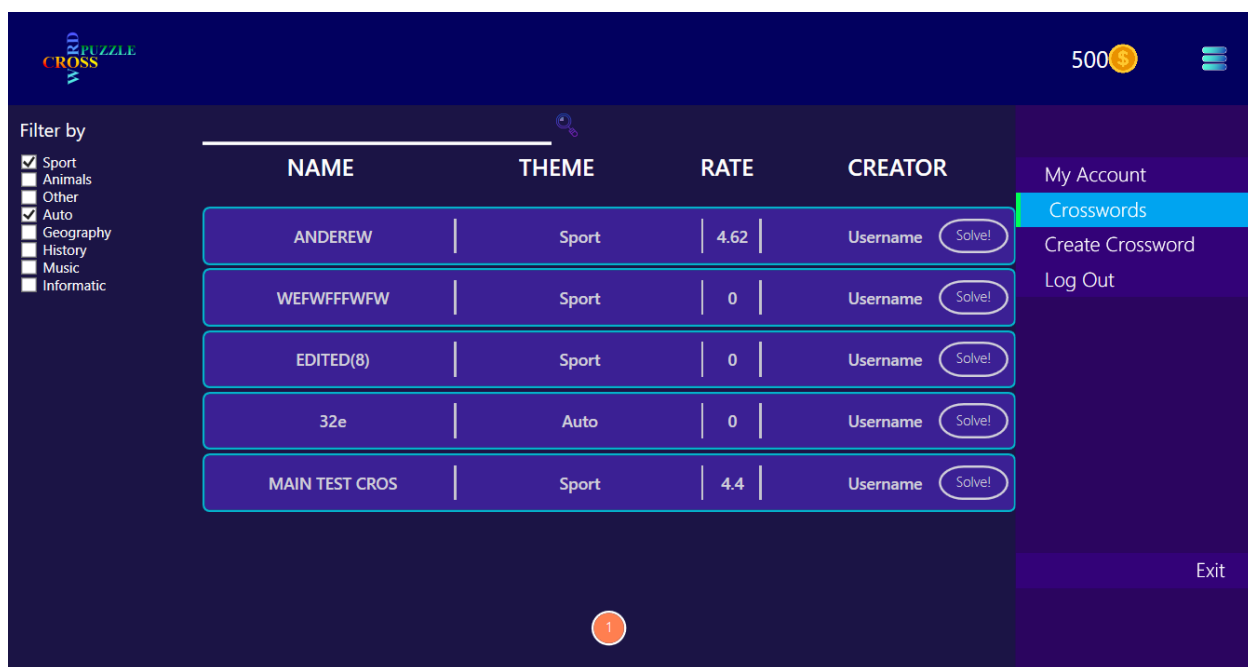 WORD
PUZZLE
CROSS
500
Filter by
Sport
Animals
Other
Auto
Geography
History
Music
Informatic
NAME THEME RATE CREATOR
ANDEREW Sport 4.62 Username Solve!
WEFWFFFWFW Sport 0 Username Solve!
EDITED(8) Sport 0 Username Solve!
32e Auto 0 Username Solve!
MAIN TEST CROS Sport 4.4 Username Solve!
1
My Account
Crosswords
Create Crossword
Log Out
Exit